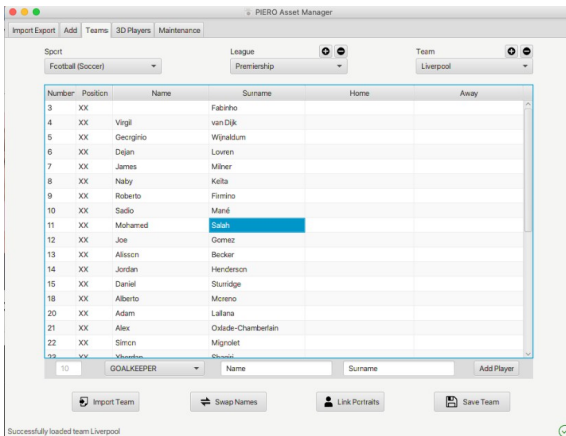 PIERO Asset Manager
Import Export Add Teams 3D Players Maintenance
Sport League Team
Football (Soccer) Premiership Liverpool
Number Position Name Surname Home Away
3 XX Fabinho
4 XX Virgil van Dijk
5 XX Georginio Wijnaldum
6 XX Dejan Lovren
7 XX James Milner
8 XX Naby Keïta
9 XX Roberto Firmino
10 XX Sadio Mané
11 XX Mohamed Salah
12 XX Joe Gomez
13 XX Alisson Becker
14 XX Jordan Henderson
15 XX Daniel Sturridge
18 XX Alberto Moreno
20 XX Adam Lallana
21 XX Alex Oxlade-Chamberlain
22 XX Simon Mignolet
23 XX Xherdan Shaqiri
10 GOALKEEPER Name Surname Add Player
Import Team Swap Names Link Portraits Save Team
Successfully loaded team Liverpool